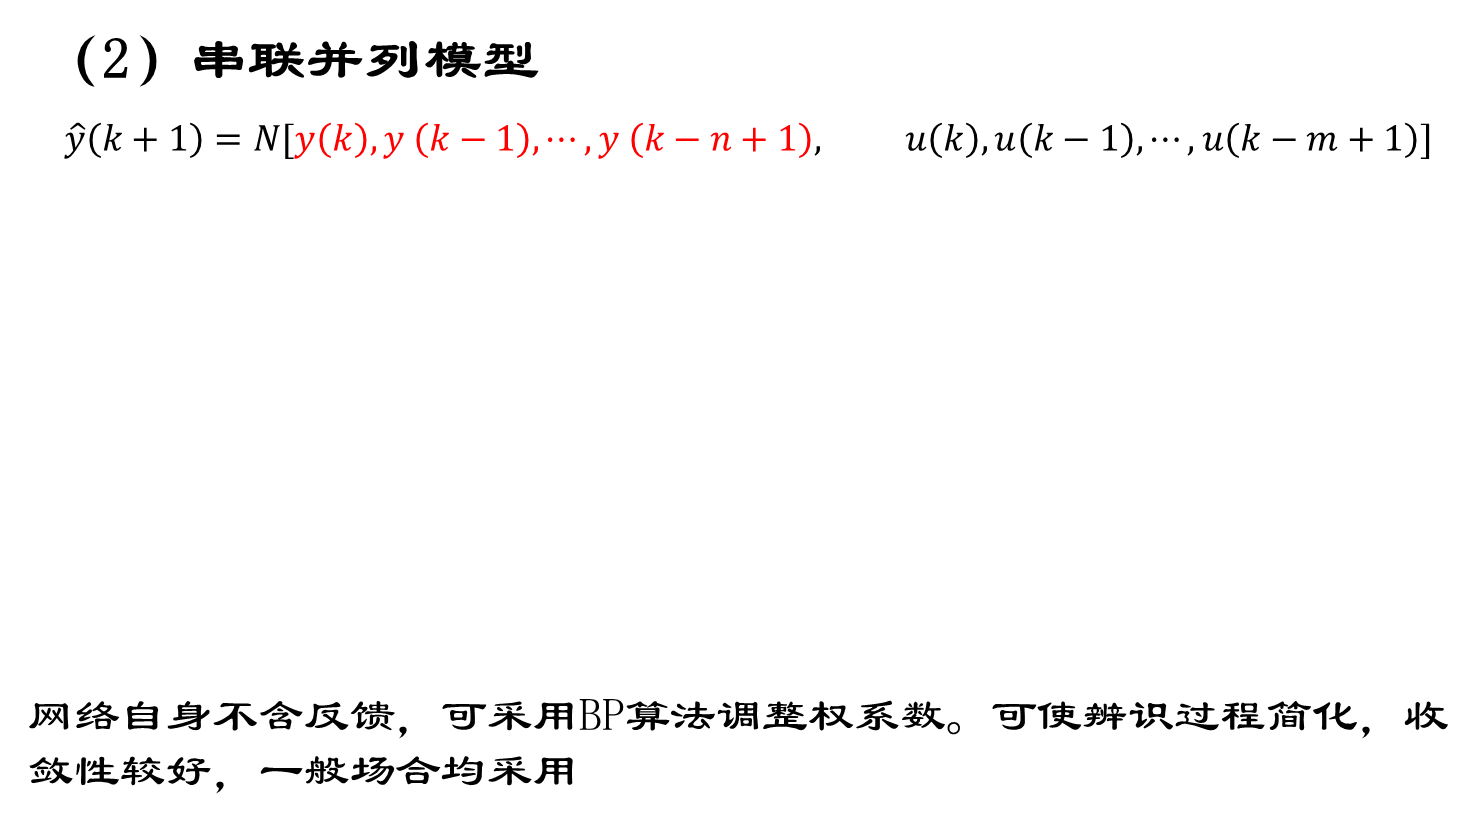 （2）串联并列模型
ŷ(k + 1) = N[y(k), y (k − 1), ⋯ , y (k − n + 1), u(k), u(k − 1), ⋯ , u(k − m + 1)]
网络自身不含反馈，可采用BP算法调整权系数。可使辨识过程简化，收
敛性较好，一般场合均采用